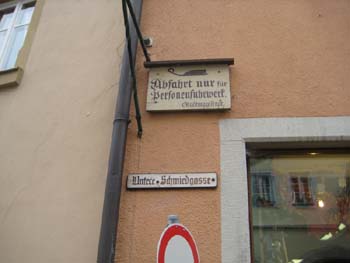 Abfahrt nur für
Personenfuhrwerk
Untere • Schmiedgasse